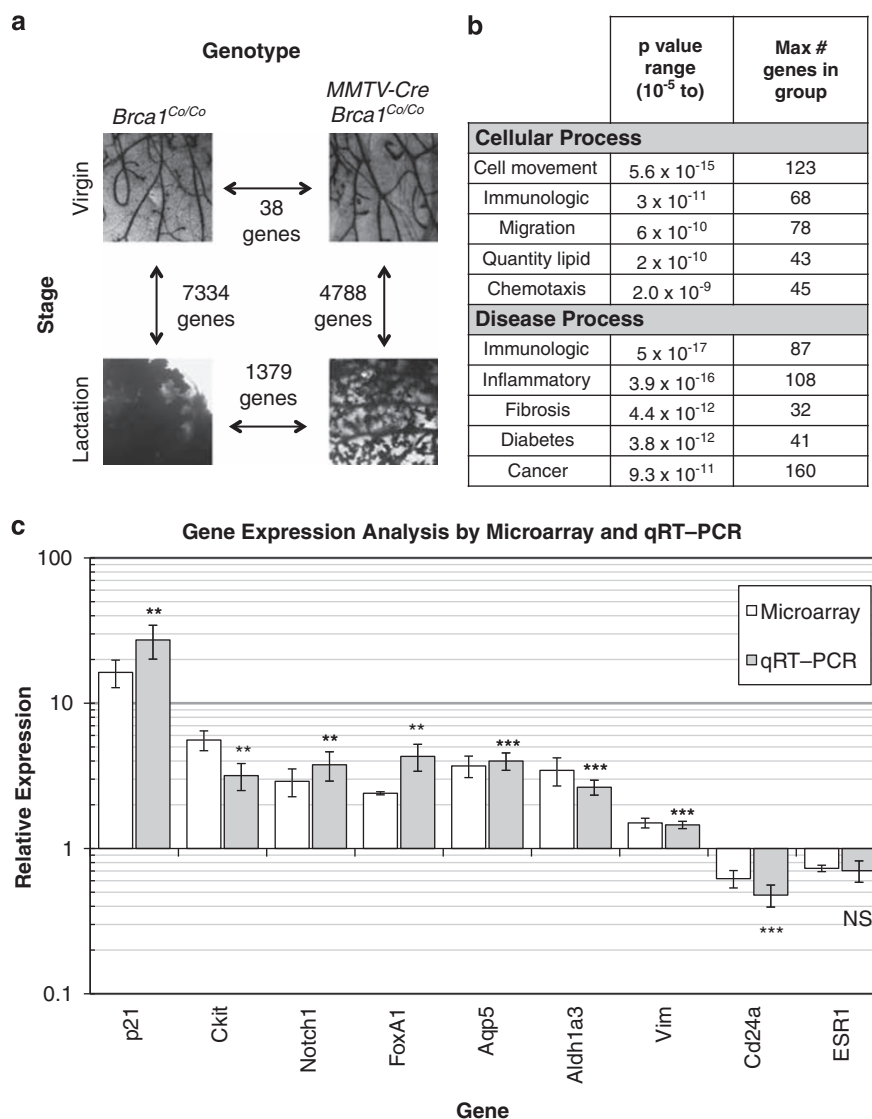 a
Genotype
Brca1^Co/Co
MMTV-Cre
Brca1^Co/Co
Virgin
38
genes
Stage
7334
genes
4788
genes
Lactation
1379
genes
b
p value
range
(10^-5 to)
Max #
genes in
group
Cellular Process
Cell movement 5.6 x 10^-15 123
Immunologic 3 x 10^-11 68
Migration 6 x 10^-10 78
Quantity lipid 2 x 10^-10 43
Chemotaxis 2.0 x 10^-9 45
Disease Process
Immunologic 5 x 10^-17 87
Inflammatory 3.9 x 10^-16 108
Fibrosis 4.4 x 10^-12 32
Diabetes 3.8 x 10^-12 41
Cancer 9.3 x 10^-11 160
c
Gene Expression Analysis by Microarray and qRT–PCR
Relative Expression
100
10
1
0.1
Microarray
qRT–PCR
**
**
**
**
***
***
***
***
NS
p21
Ckit
Notch1
FoxA1
Aqp5
Aldh1a3
Vim
Cd24a
ESR1
Gene